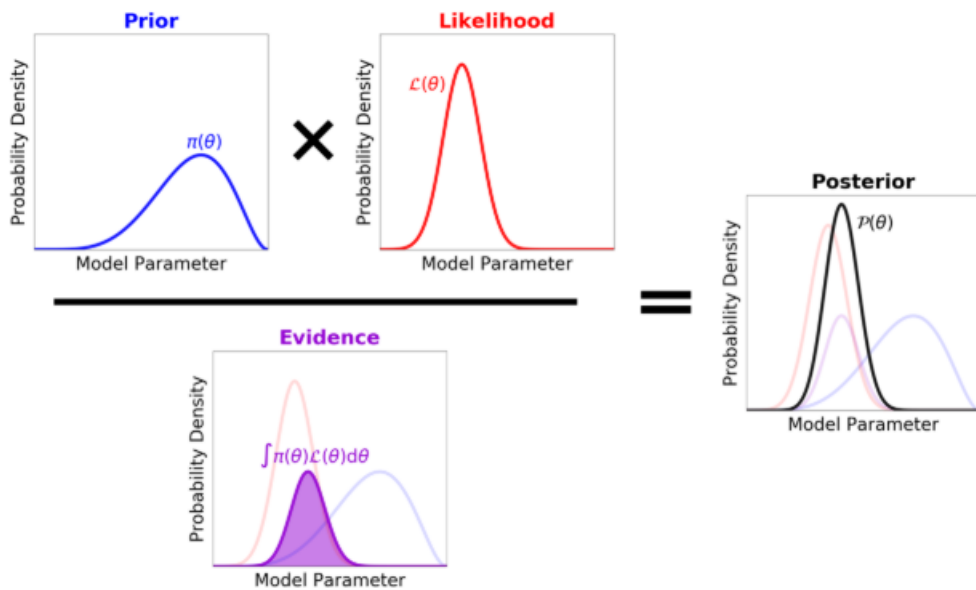 Prior
Probability Density
π(θ)
Model Parameter
×
Likelihood
Probability Density
ℒ(θ)
Model Parameter
Evidence
Probability Density
∫π(θ)ℒ(θ)dθ
Model Parameter
=
Posterior
Probability Density
𝒫(θ)
Model Parameter